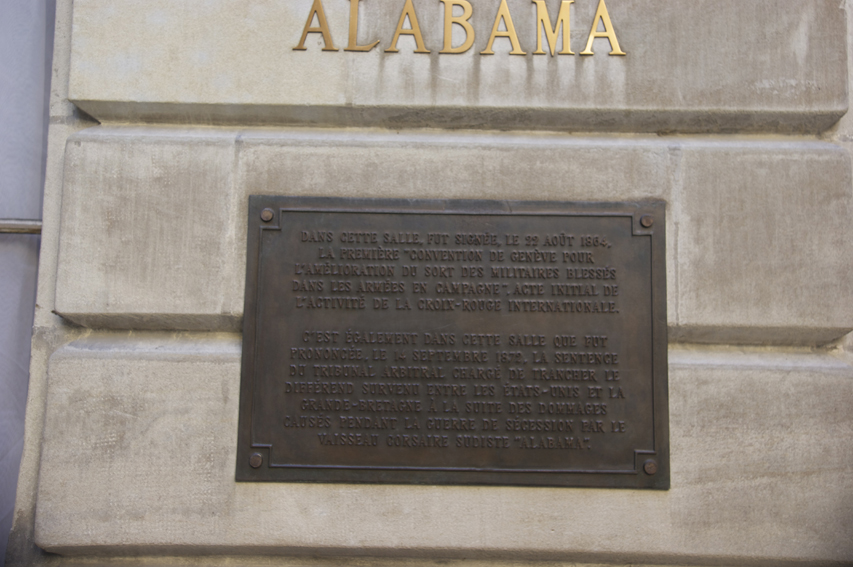 ALABAMA
DANS CETTE SALLE, FUT SIGNÉE, LE 22 AOÛT 1864,
LA PREMIÈRE "CONVENTION DE GENÈVE POUR
L'AMÉLIORATION DU SORT DES MILITAIRES BLESSÉS
DANS LES ARMÉES EN CAMPAGNE". ACTE INITIAL DE
L'ACTIVITÉ DE LA CROIX-ROUGE INTERNATIONALE.
C'EST ÉGALEMENT DANS CETTE SALLE QUE FUT
PRONONCÉE, LE 14 SEPTEMBRE 1872, LA SENTENCE
DU TRIBUNAL ARBITRAL CHARGÉ DE TRANCHER LE
DIFFÉREND SURVENU ENTRE LES ÉTATS-UNIS ET LA
GRANDE-BRETAGNE À LA SUITE DES DOMMAGES
CAUSÉS PENDANT LA GUERRE DE SÉCESSION PAR LE
VAISSEAU CORSAIRE SUDISTE "ALABAMA".